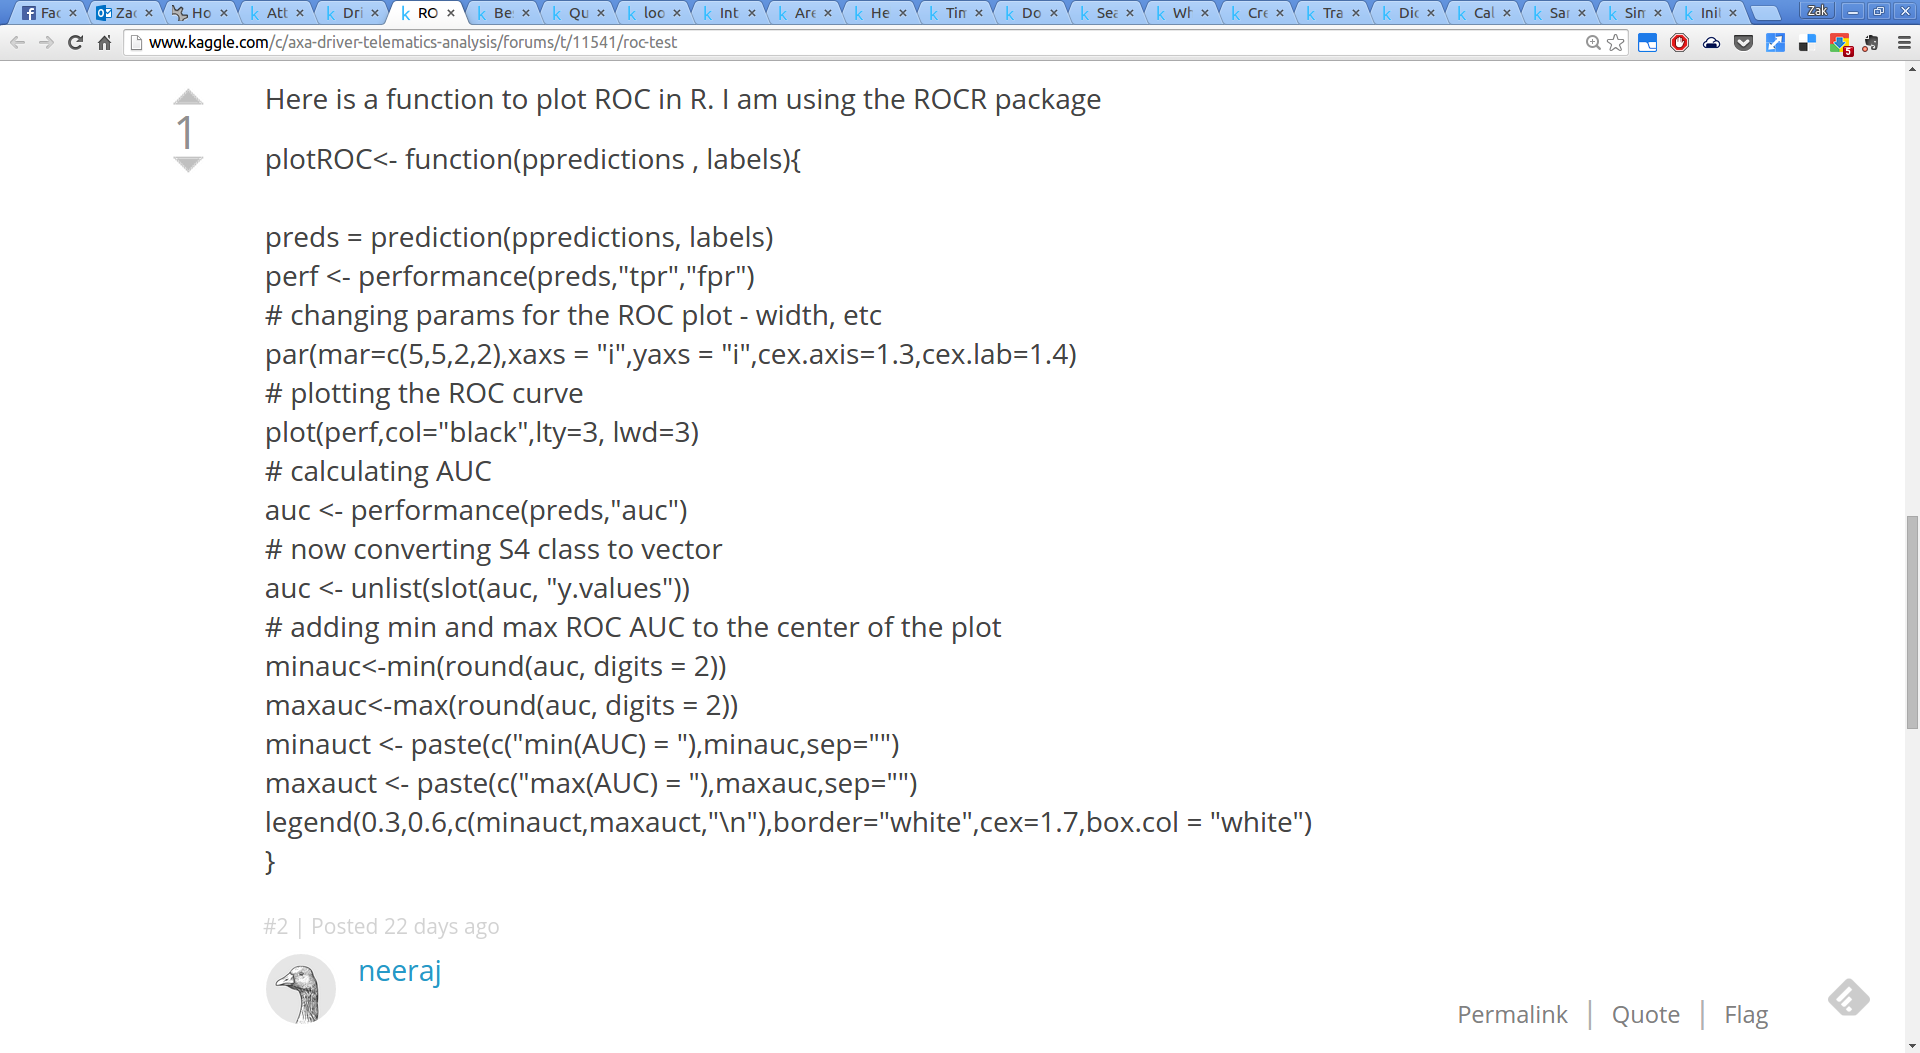 Fac
Zac
Ho
Att
Dri
RO
Be
Qu
loo
Int
Are
He
Tim
Do
Sea
Wh
Cre
Tra
Dic
Cal
Sar
Sim
Init
Zak
www.kaggle.com/c/axa-driver-telematics-analysis/forums/t/11541/roc-test
5
1
Here is a function to plot ROC in R. I am using the ROCR package
plotROC<- function(ppredictions , labels){
preds = prediction(ppredictions, labels)
perf <- performance(preds,"tpr","fpr")
# changing params for the ROC plot - width, etc
par(mar=c(5,5,2,2),xaxs = "i",yaxs = "i",cex.axis=1.3,cex.lab=1.4)
# plotting the ROC curve
plot(perf,col="black",lty=3, lwd=3)
# calculating AUC
auc <- performance(preds,"auc")
# now converting S4 class to vector
auc <- unlist(slot(auc, "y.values"))
# adding min and max ROC AUC to the center of the plot
minauc<-min(round(auc, digits = 2))
maxauc<-max(round(auc, digits = 2))
minauct <- paste(c("min(AUC) = "),minauc,sep="")
maxauct <- paste(c("max(AUC) = "),maxauc,sep="")
legend(0.3,0.6,c(minauct,maxauct,"\n"),border="white",cex=1.7,box.col = "white")
}
#2 | Posted 22 days ago
neeraj
Permalink | Quote | Flag